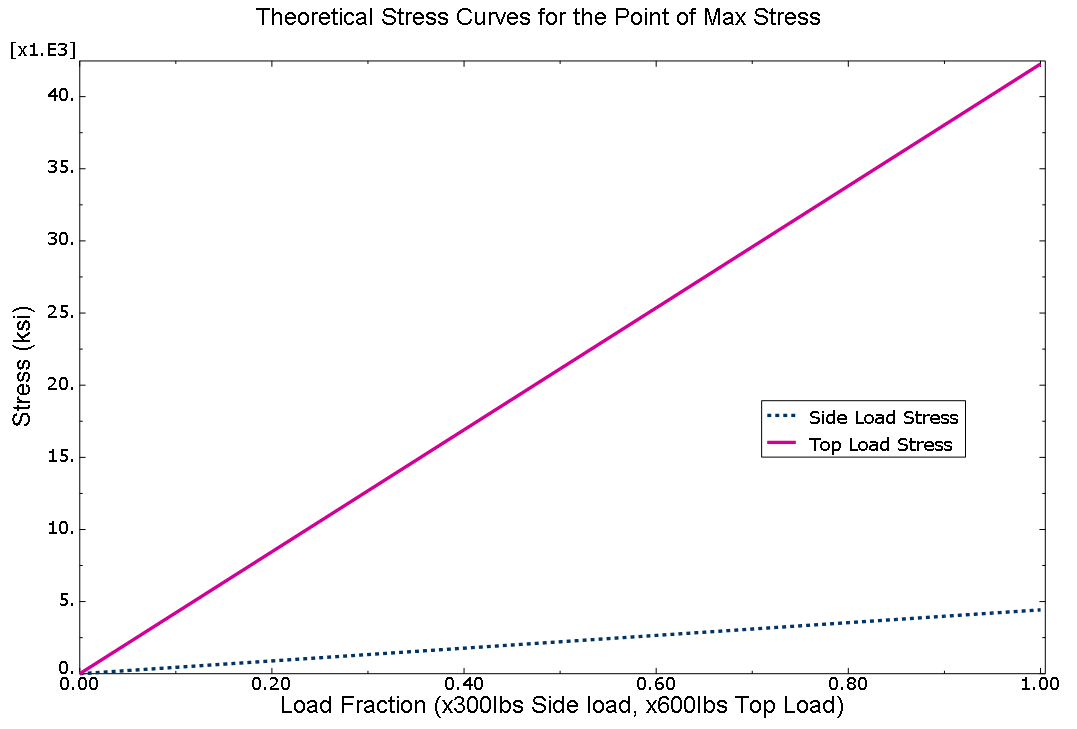 Theoretical Stress Curves for the Point of Max Stress
[x1.E3]
40.
35.
30.
25.
20.
15.
10.
5.
0.
Stress (ksi)
Side Load Stress
Top Load Stress
0.00 0.20 0.40 0.60 0.80 1.00
Load Fraction (x300lbs Side load, x600lbs Top Load)